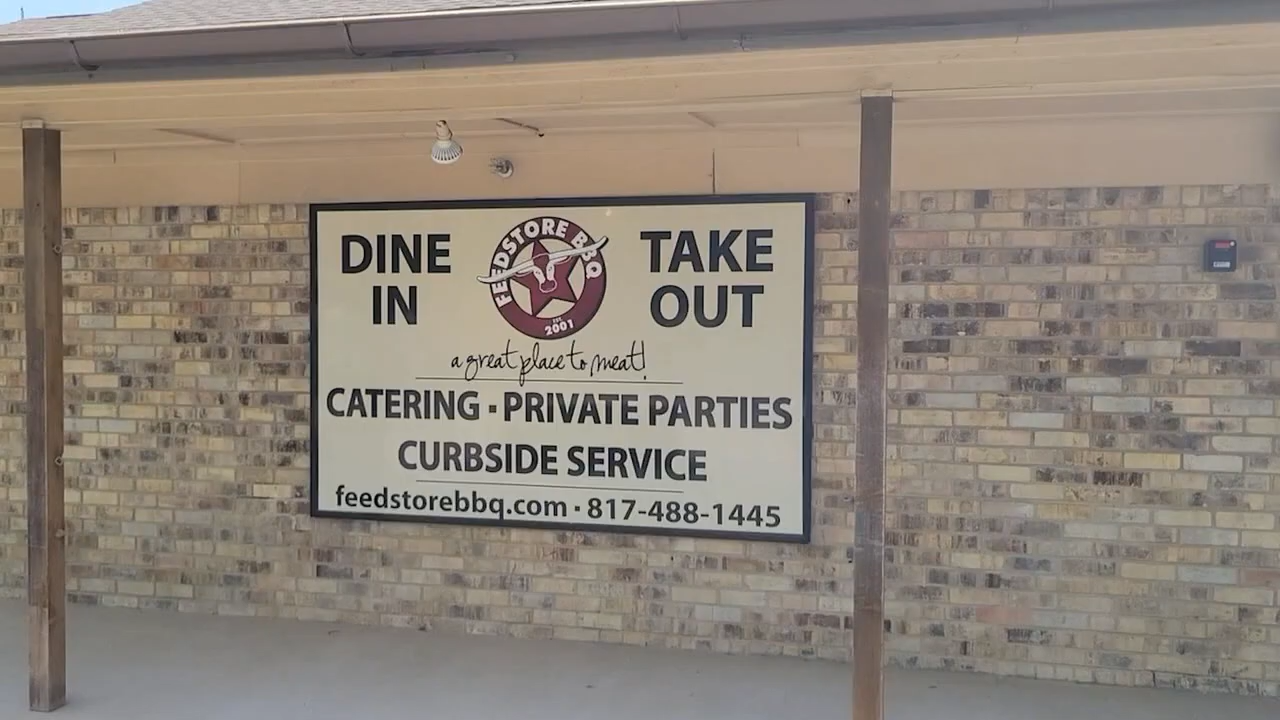 DINE
IN
FEEDSTORE BBQ
EST.
2001
TAKE
OUT
a great place to meat!
CATERING · PRIVATE PARTIES
CURBSIDE SERVICE
feedstorebbq.com · 817-488-1445